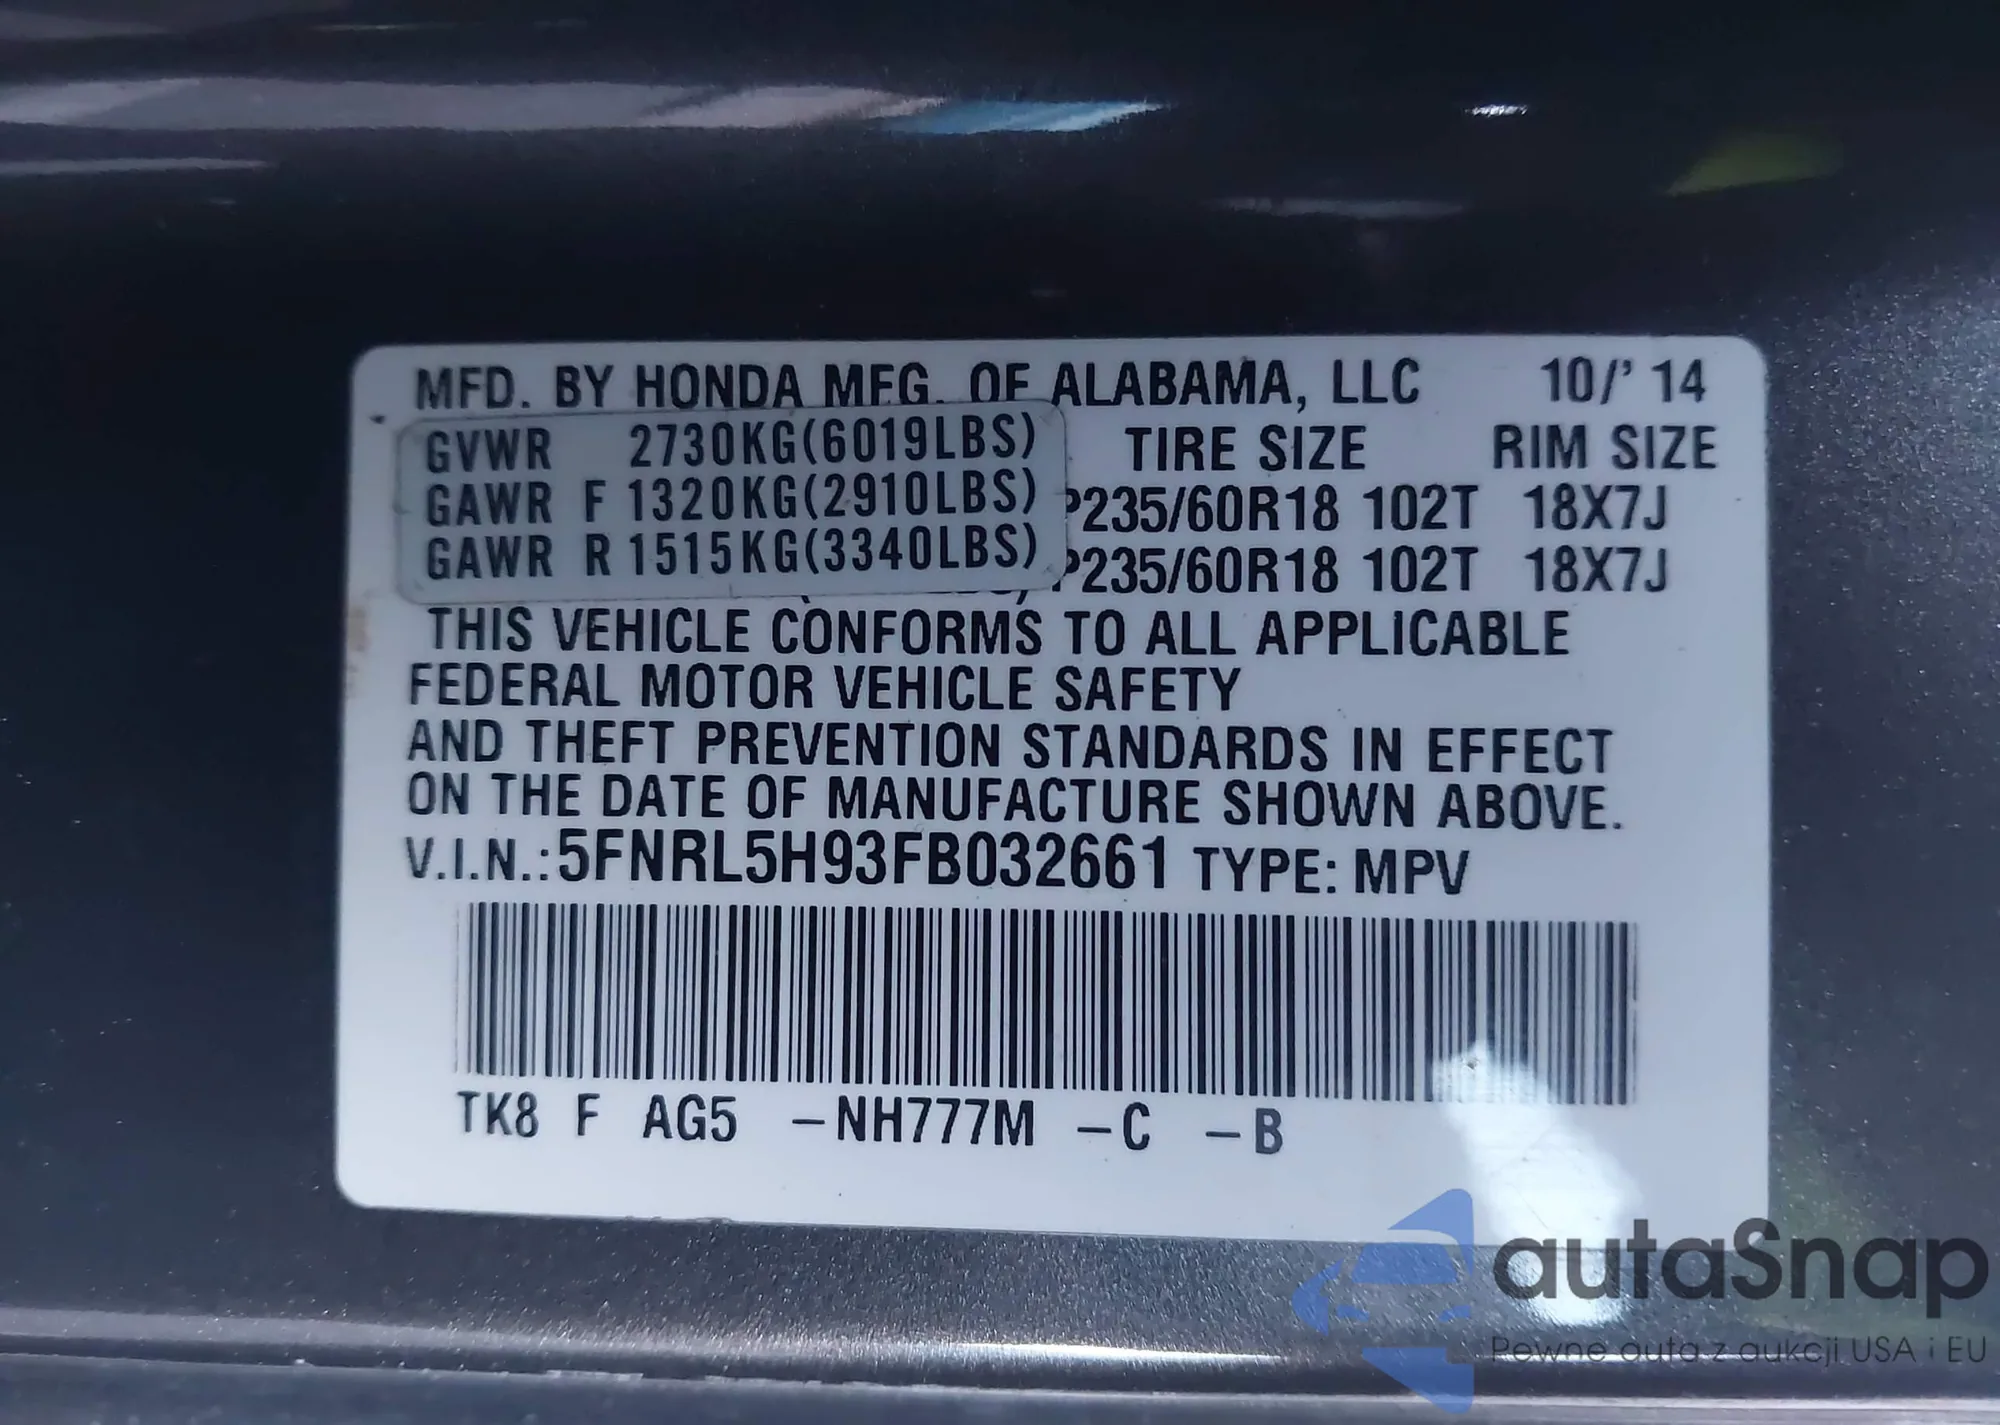 MFD. BY HONDA MFG. OF ALABAMA, LLC 10/'14
GVWR 2730KG(6019LBS) TIRE SIZE RIM SIZE
GAWR F 1320KG(2910LBS) P235/60R18 102T 18X7J
GAWR R 1515KG(3340LBS) P235/60R18 102T 18X7J
THIS VEHICLE CONFORMS TO ALL APPLICABLE
FEDERAL MOTOR VEHICLE SAFETY
AND THEFT PREVENTION STANDARDS IN EFFECT
ON THE DATE OF MANUFACTURE SHOWN ABOVE.
V.I.N.:5FNRL5H93FB032661 TYPE: MPV
TK8 F AG5 -NH777M -C -B
autaSnap
Pewne auta z aukcji USA i EU